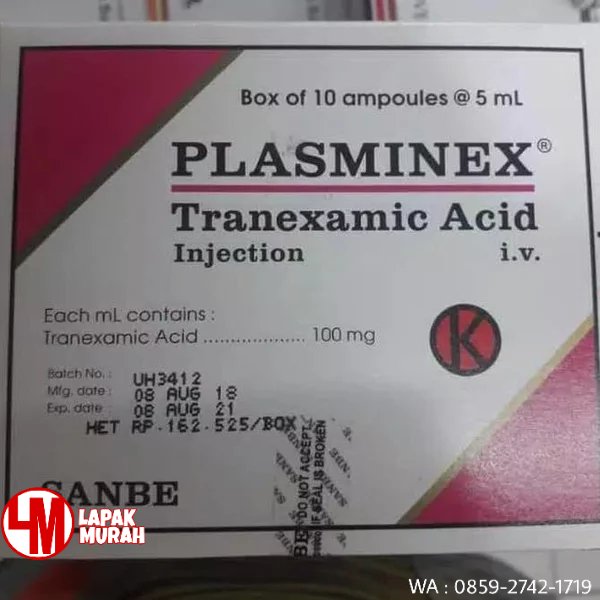 Box of 10 ampoules @ 5 mL
PLASMINEX®
Tranexamic Acid
Injection i.v.
Each mL contains :
Tranexamic Acid .................... 100 mg
K
Batch No. : UH3412
Mfg. date : 08 AUG 18
Exp. date : 08 AUG 21
HET RP.162.525/BOX
SANBE
DO NOT ACCEPT
IF SEAL IS BROKEN
SANBE
LM LAPAK
MURAH
WA : 0859-2742-1719